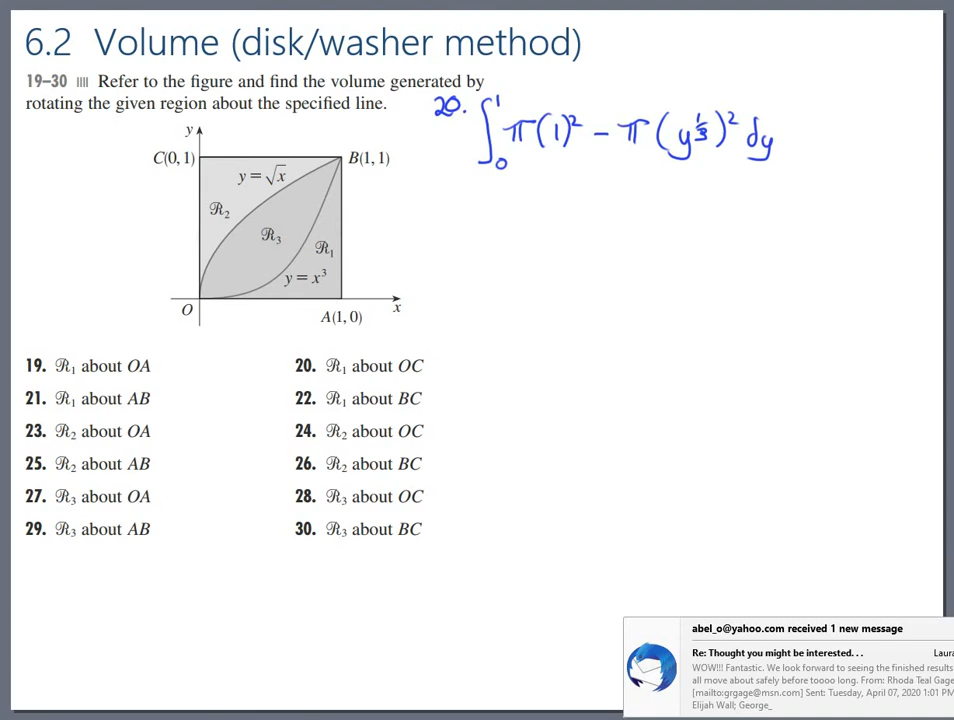 6.2 Volume (disk/washer method)
19–30 |||| Refer to the figure and find the volume generated by
rotating the given region about the specified line.
20. ∫₀¹ π(1)² − π(y^{1/3})² dy
y
C(0, 1)
B(1, 1)
y = √x
ℛ₂
ℛ₃
ℛ₁
y = x³
O
A(1, 0)
x
19. ℛ₁ about OA
20. ℛ₁ about OC
21. ℛ₁ about AB
22. ℛ₁ about BC
23. ℛ₂ about OA
24. ℛ₂ about OC
25. ℛ₂ about AB
26. ℛ₂ about BC
27. ℛ₃ about OA
28. ℛ₃ about OC
29. ℛ₃ about AB
30. ℛ₃ about BC
abel_o@yahoo.com received 1 new message
Re: Thought you might be interested. . . Laura
WOW!!! Fantastic. We look forward to seeing the finished results
all move about safely before toooo long. From: Rhoda Teal Gage
[mailto:grgage@msn.com] Sent: Tuesday, April 07, 2020 1:01 PM
Elijah Wall; George_